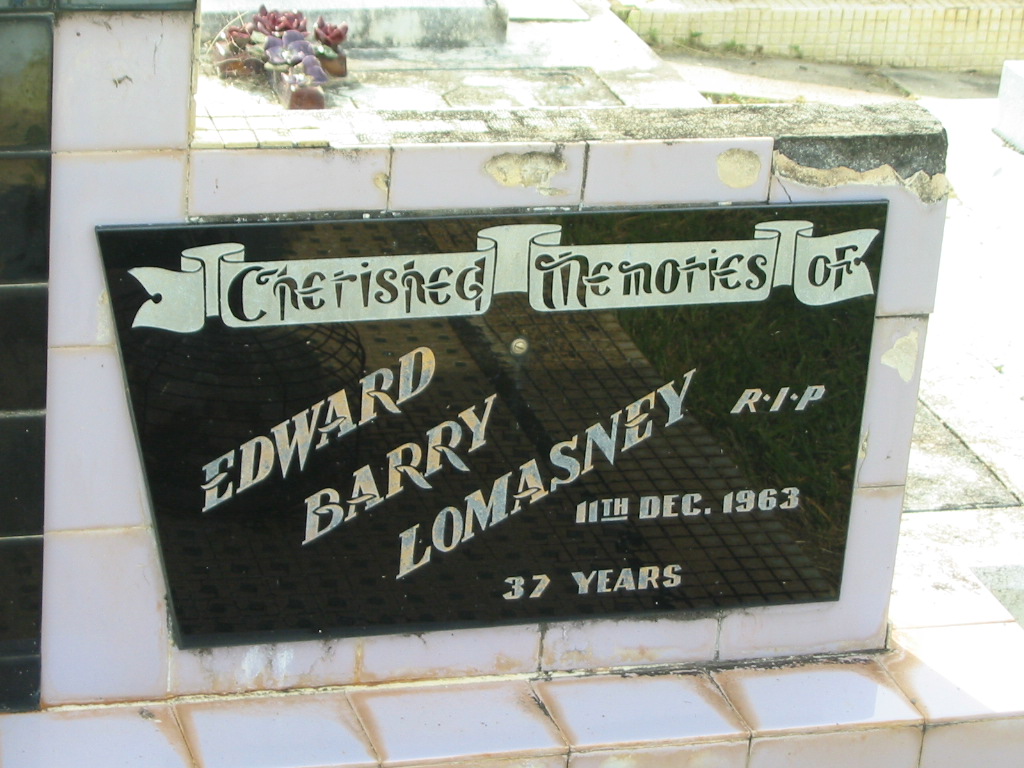 Cherished Memories of
EDWARD
BARRY
LOMASNEY
R·I·P
11TH DEC. 1963
37 YEARS